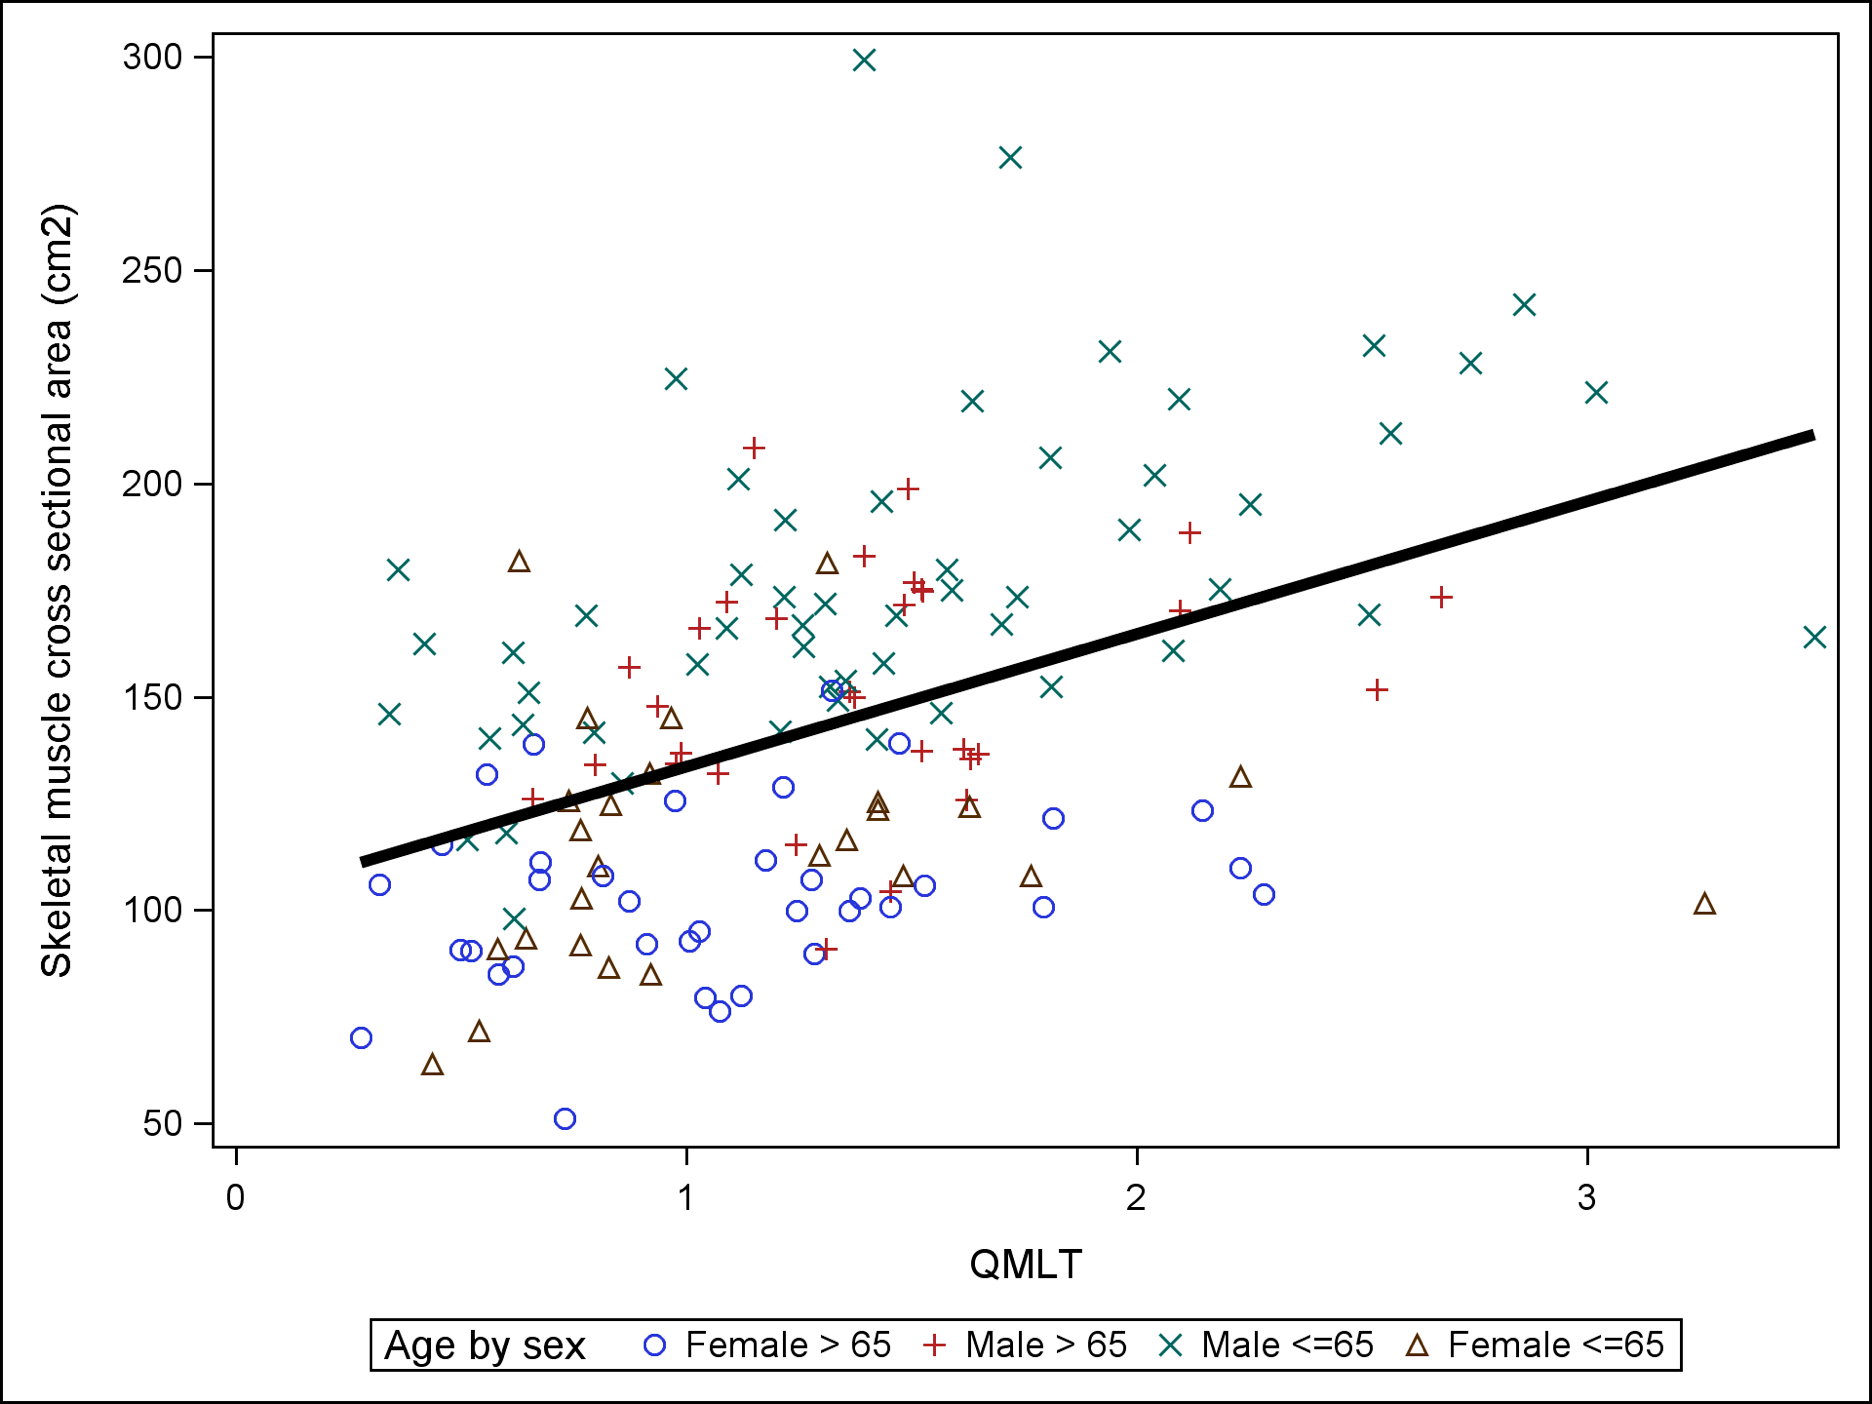 300
250
200
150
100
50
Skeletal muscle cross sectional area (cm2)
0 1 2 3
QMLT
Age by sex Female > 65 Male > 65 Male <=65 Female <=65